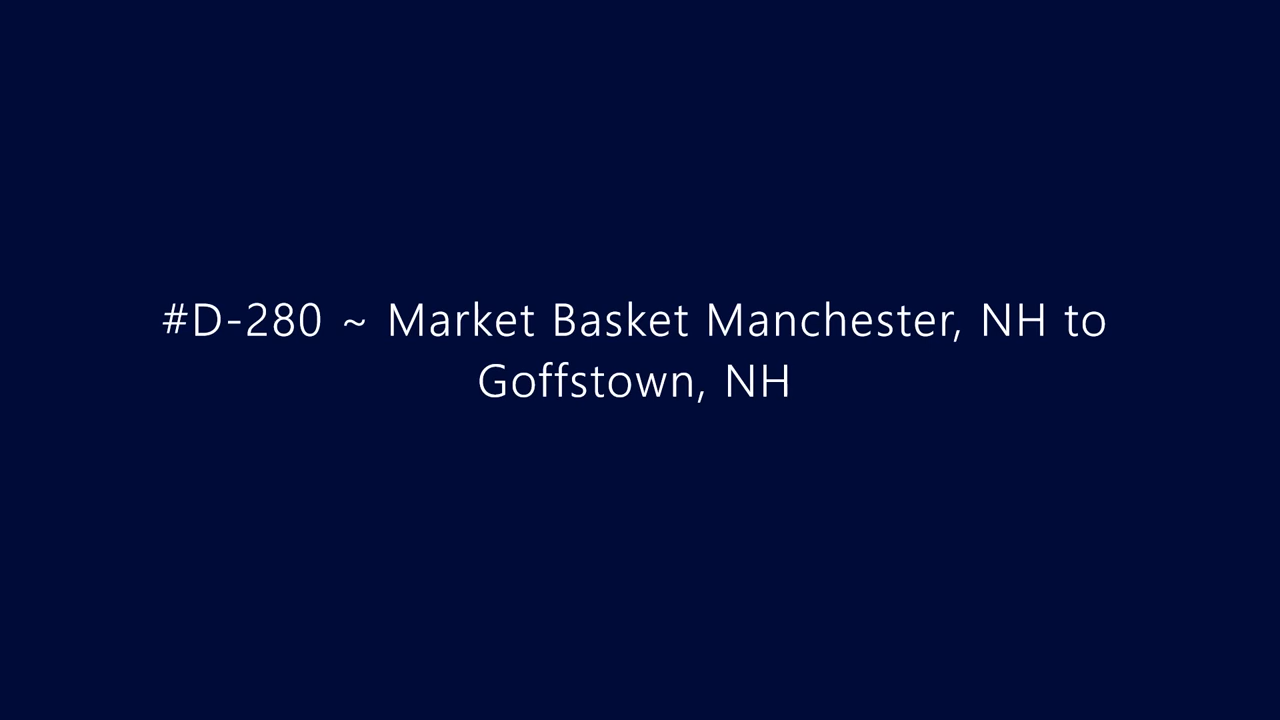 #D-280 ~ Market Basket Manchester, NH to
Goffstown, NH